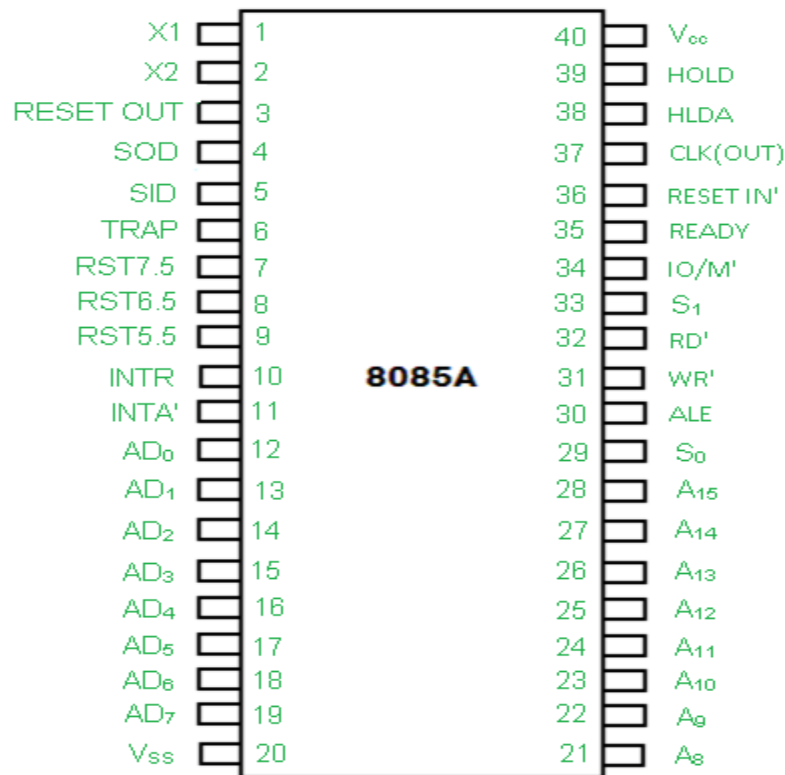 X1 1 40 Vcc
X2 2 39 HOLD
RESET OUT 3 38 HLDA
SOD 4 37 CLK(OUT)
SID 5 36 RESET IN'
TRAP 6 35 READY
RST7.5 7 34 IO/M'
RST6.5 8 33 S₁
RST5.5 9 32 RD'
INTR 10 8085A 31 WR'
INTA' 11 30 ALE
AD₀ 12 29 S₀
AD₁ 13 28 A₁₅
AD₂ 14 27 A₁₄
AD₃ 15 26 A₁₃
AD₄ 16 25 A₁₂
AD₅ 17 24 A₁₁
AD₆ 18 23 A₁₀
AD₇ 19 22 A₉
Vss 20 21 A₈